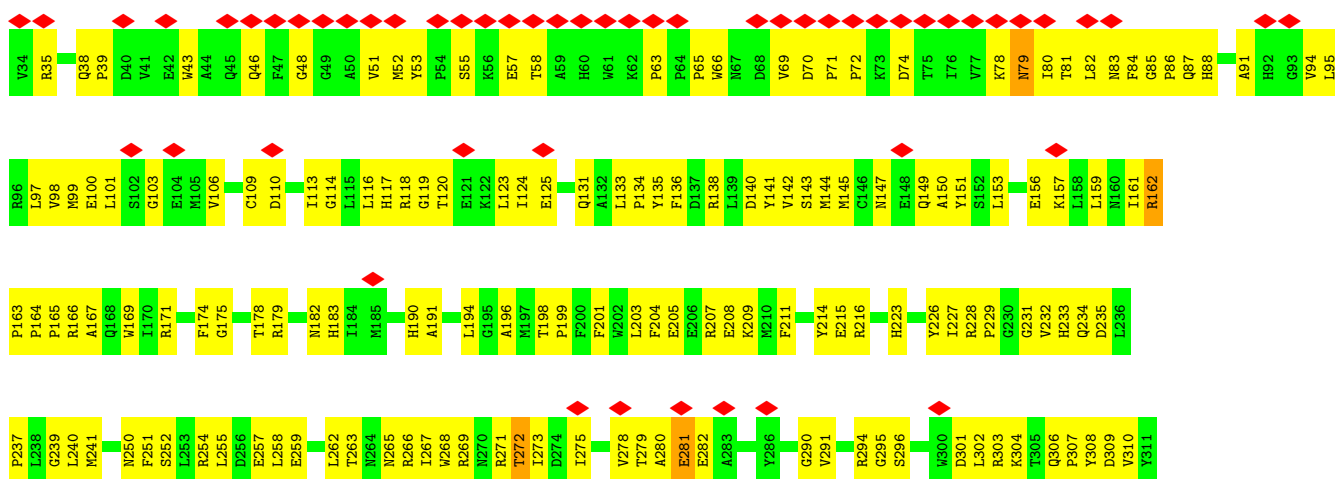 V34 R35 Q38 P39 D40 V41 E42 W43 A44 Q45 Q46 F47 G48 G49 A50 V51 M52 Y53 P54 S55 K56 E57 T58 A59 H60 W61 K62 P63 P64 P65 W66 N67 D68 V69 D70 P71 P72 K73 D74 T75 I76 V77 K78 N79 I80 T81 L82 N83 F84 G85 P86 Q87 H88 A91 H92 G93 V94 L95
R96 L97 V98 M99 E100 L101 S102 G103 E104 M105 V106 C109 D110 I113 G114 L115 L116 H117 R118 G119 T120 E121 K122 L123 I124 E125 Q131 A132 L133 P134 Y135 F136 D137 R138 L139 D140 Y141 V142 S143 M144 M145 C146 N147 E148 Q149 A150 Y151 S152 L153 E156 K157 L158 L159 N160 I161 R162
P163 P164 P165 R166 A167 Q168 W169 I170 R171 F174 G175 T178 R179 N182 H183 I184 M185 H190 A191 L194 G195 A196 M197 T198 P199 F200 F201 W202 L203 F204 E205 E206 R207 E208 K209 M210 F211 Y214 E215 R216 H223 Y226 I227 R228 P229 G230 G231 V232 H233 Q234 D235 L236
P237 L238 G239 L240 M241 N250 F251 S252 L253 R254 L255 D256 E257 L258 E259 L262 T263 N264 N265 R266 I267 W268 R269 N270 R271 T272 I273 D274 I275 V278 T279 A280 E281 E282 A283 Y286 G290 V291 R294 G295 S296 W300 D301 L302 R303 K304 T305 Q306 P307 Y308 D309 V310 Y311